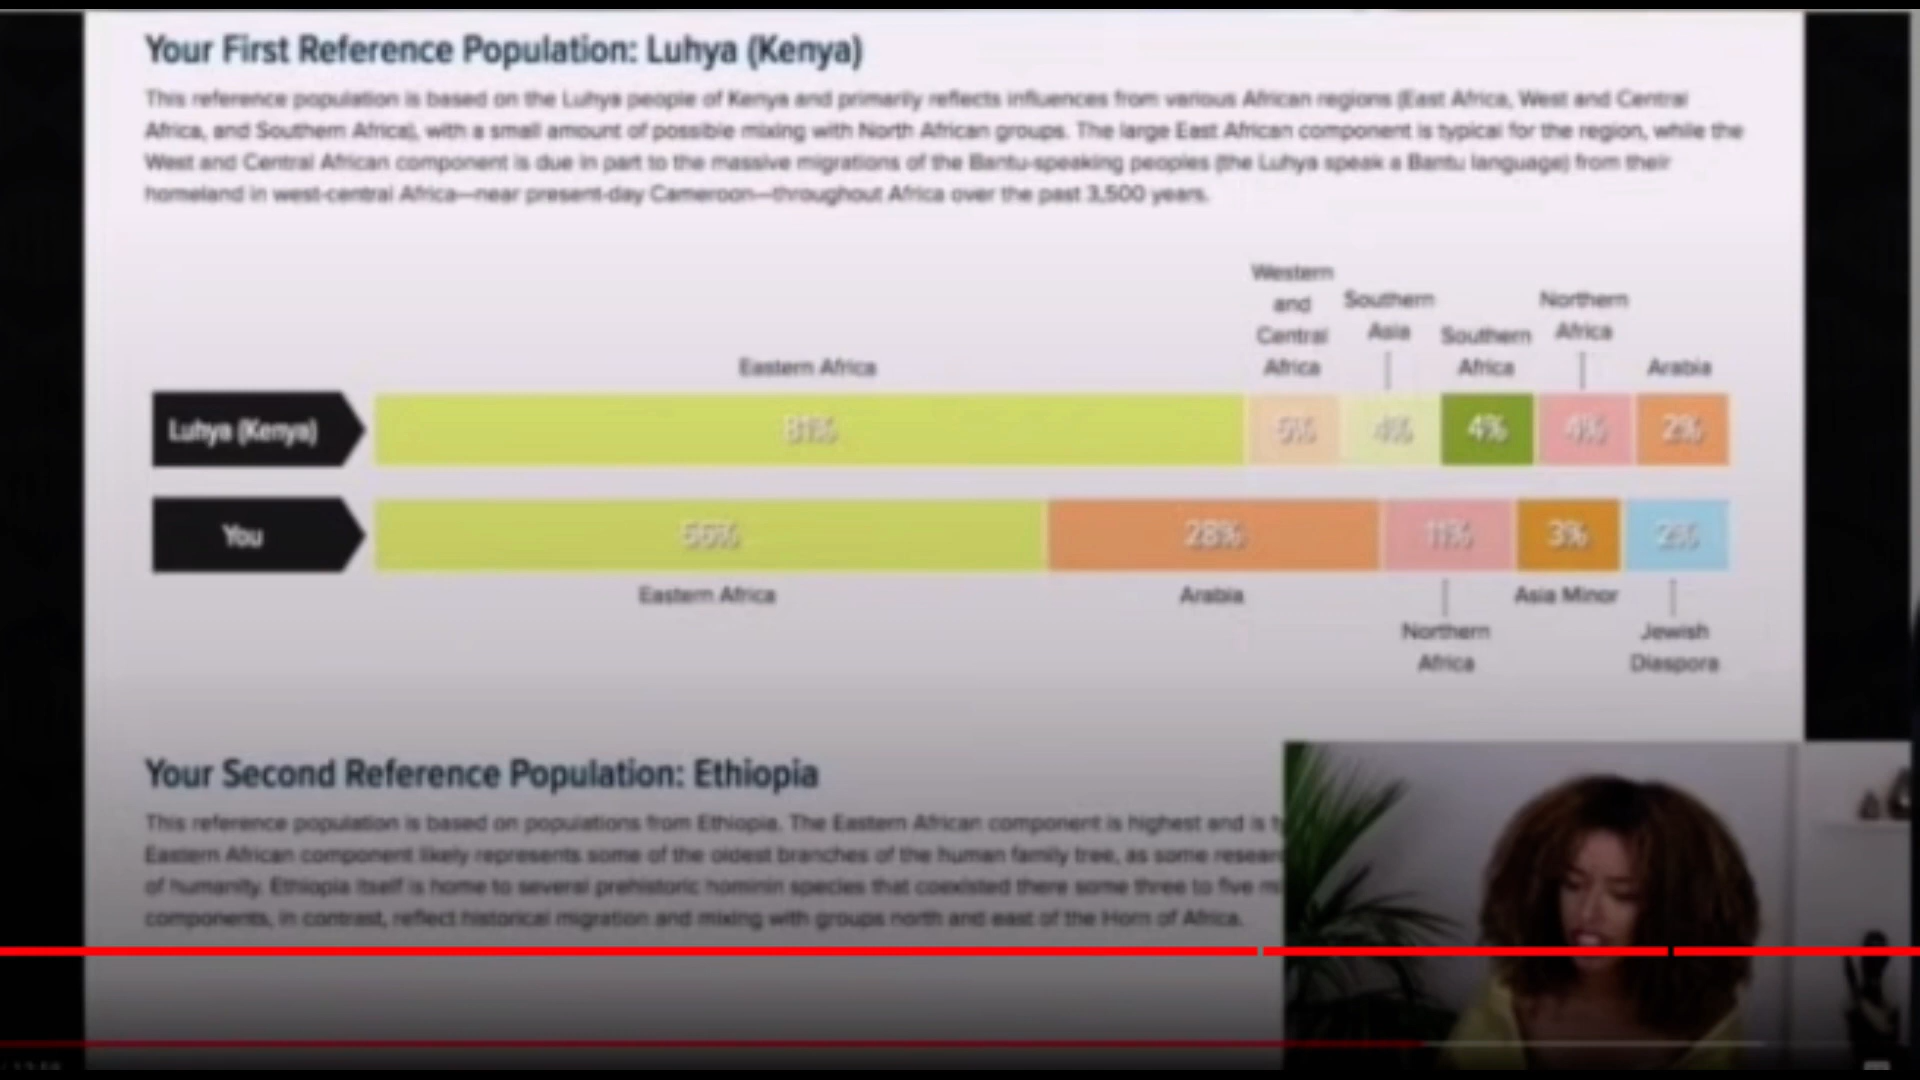 Your First Reference Population: Luhya (Kenya)
This reference population is based on the Luhya people of Kenya and primarily reflects influences from various African regions (East Africa, West and Central
Africa, and Southern Africa), with a small amount of possible mixing with North African groups. The large East African component is typical for the region, while the
West and Central African component is due in part to the massive migrations of the Bantu-speaking peoples (the Luhya speak a Bantu language) from their
homeland in west-central Africa—near present-day Cameroon—throughout Africa over the past 3,500 years.
Eastern Africa
Western
and
Central
Africa
Southern
Asia
Southern
Africa
Northern
Africa
Arabia
Luhya (Kenya)
81%
5%
4%
4%
4%
2%
You
28%
11%
3%
2%
Eastern Africa
Arabia
Northern
Africa
Asia Minor
Jewish
Diaspora
Your Second Reference Population: Ethiopia
This reference population is based on populations from Ethiopia. The Eastern African component is highest and is
Eastern African component likely represents some of the oldest branches of the human family tree, as some
of humanity. Ethiopia itself is home to several prehistoric hominin species that coexisted there some three to five
components, in contrast, reflect historical migration and mixing with groups north and east of the Horn of Africa.